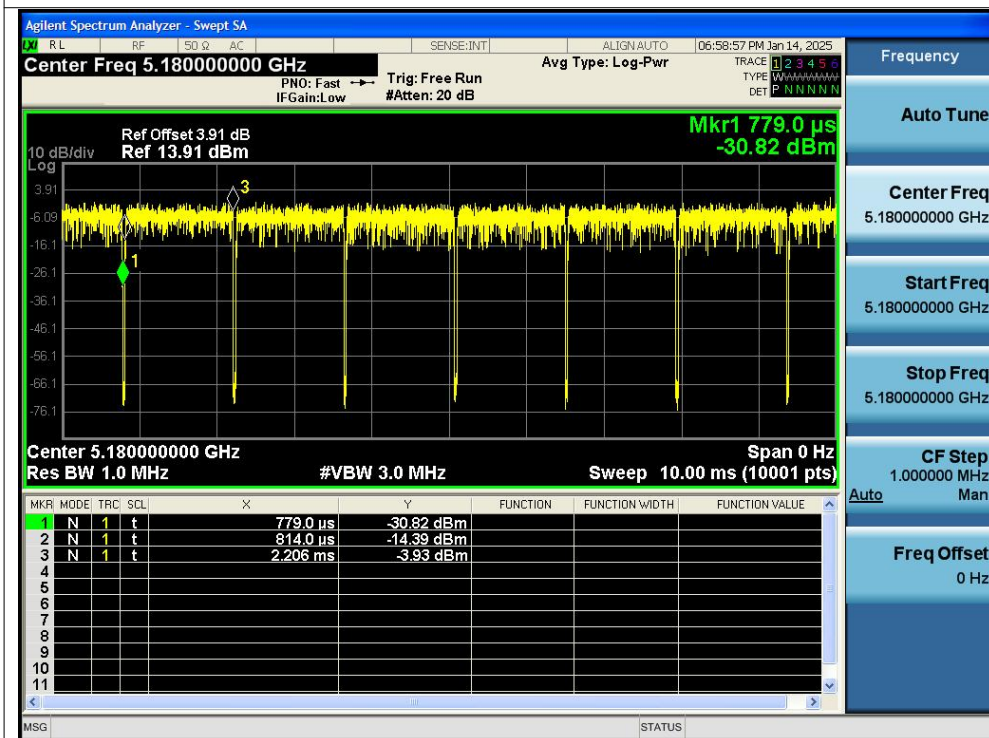 Agilent Spectrum Analyzer - Swept SA
LXI RL RF 50 Ω AC SENSE:INT ALIGN AUTO 06:58:57 PM Jan 14, 2025
Center Freq 5.180000000 GHz
PNO: Fast
IFGain:Low
Trig: Free Run
#Atten: 20 dB
Avg Type: Log-Pwr
TRACE 1 2 3 4 5 6
TYPE
DET P N N N N N
Mkr1 779.0 µs
-30.82 dBm
Ref Offset 3.91 dB
10 dB/div Ref 13.91 dBm
Log
3.91
-6.09
-16.1
-26.1
-36.1
-46.1
-56.1
-66.1
-76.1
3
1
Center 5.180000000 GHz Span 0 Hz
Res BW 1.0 MHz #VBW 3.0 MHz Sweep 10.00 ms (10001 pts)
MKR MODE TRC SCL X Y FUNCTION FUNCTION WIDTH FUNCTION VALUE
1 N 1 t 779.0 µs -30.82 dBm
2 N 1 t 814.0 µs -14.39 dBm
3 N 1 t 2.206 ms -3.93 dBm
4
5
6
7
8
9
10
11
MSG STATUS
Frequency
Auto Tune
Center Freq
5.180000000 GHz
Start Freq
5.180000000 GHz
Stop Freq
5.180000000 GHz
CF Step
1.000000 MHz
Auto Man
Freq Offset
0 Hz